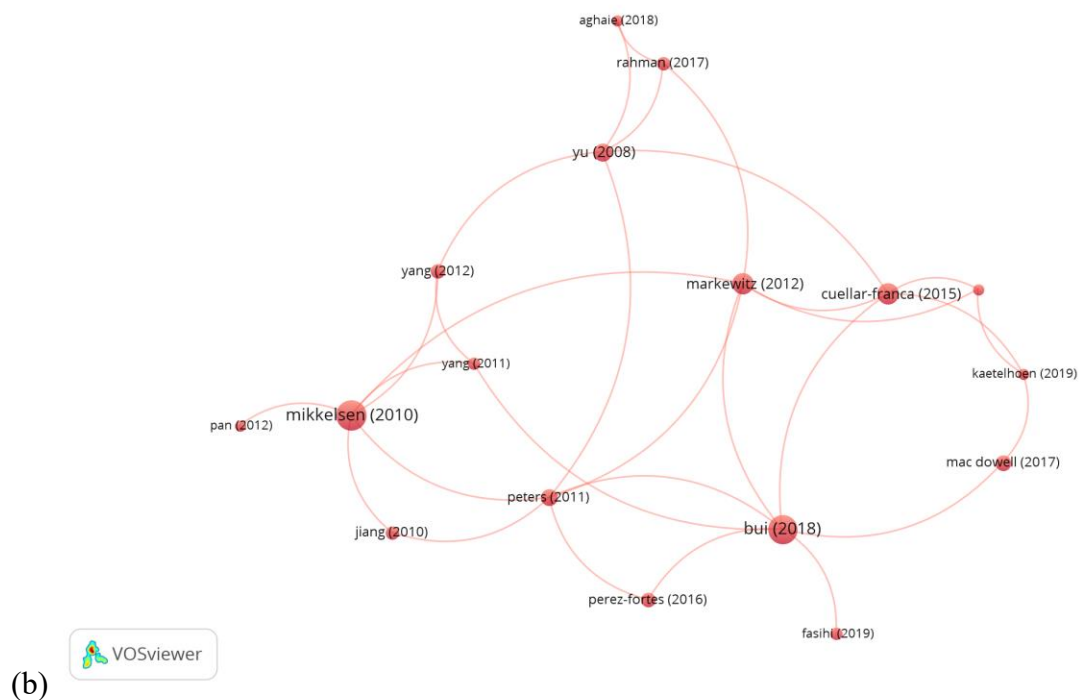 aghaie (2018)
rahman (2017)
yu (2008)
yang (2012)
markewitz (2012)
cuellar-franca (2015)
yang (2011)
kaetelhoen (2019)
mikkelsen (2010)
pan (2012)
mac dowell (2017)
peters (2011)
jiang (2010)
bui (2018)
perez-fortes (2016)
fasihi (2019)
VOSviewer
(b)